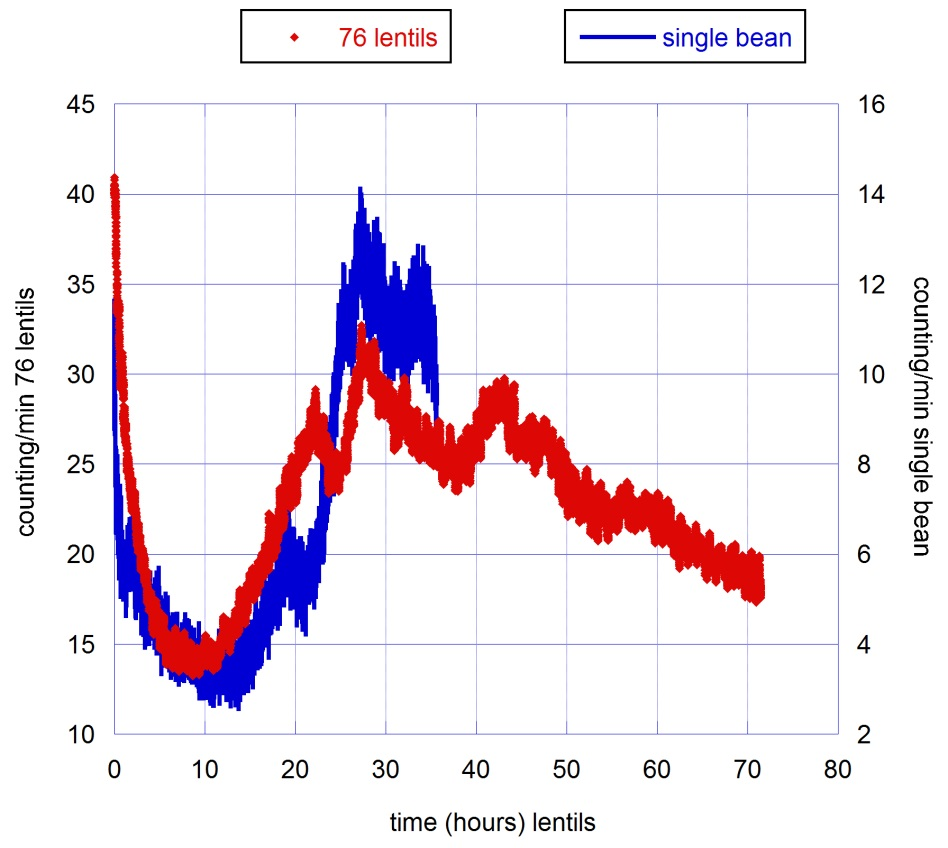 76 lentils
single bean
45
40
35
30
25
20
15
10
counting/min 76 lentils
16
14
12
10
8
6
4
2
counting/min single bean
0 10 20 30 40 50 60 70 80
time (hours) lentils